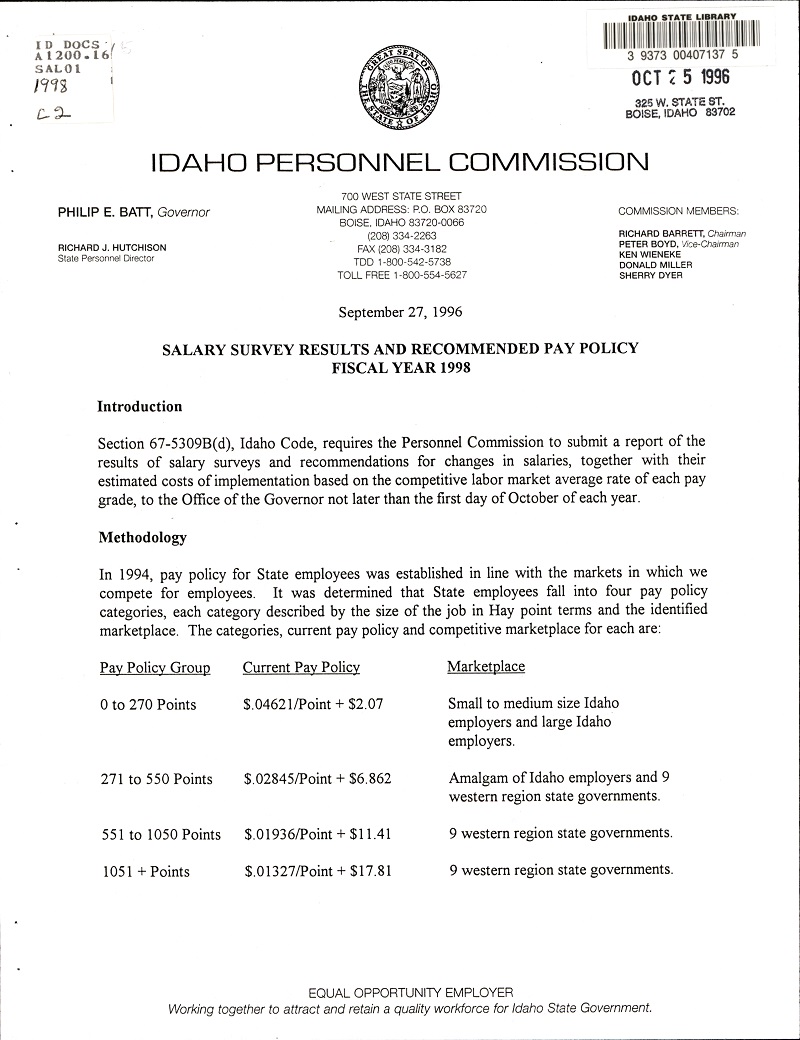 ID DOCS
A1200.16/
SAL01
1998
c2
IDAHO STATE LIBRARY
3 9373 00407137 5
OCT 25 1996
325 W. STATE ST.
BOISE, IDAHO 83702
GREAT SEAL OF
THE STATE OF IDAHO
IDAHO PERSONNEL COMMISSION
PHILIP E. BATT, Governor
RICHARD J. HUTCHISON
State Personnel Director
700 WEST STATE STREET
MAILING ADDRESS: P.O. BOX 83720
BOISE, IDAHO 83720-0066
(208) 334-2263
FAX (208) 334-3182
TDD 1-800-542-5738
TOLL FREE 1-800-554-5627
COMMISSION MEMBERS:
RICHARD BARRETT, Chairman
PETER BOYD, Vice-Chairman
KEN WIENEKE
DONALD MILLER
SHERRY DYER
September 27, 1996
SALARY SURVEY RESULTS AND RECOMMENDED PAY POLICY
FISCAL YEAR 1998
Introduction
Section 67-5309B(d), Idaho Code, requires the Personnel Commission to submit a report of the
results of salary surveys and recommendations for changes in salaries, together with their
estimated costs of implementation based on the competitive labor market average rate of each pay
grade, to the Office of the Governor not later than the first day of October of each year.
Methodology
In 1994, pay policy for State employees was established in line with the markets in which we
compete for employees. It was determined that State employees fall into four pay policy
categories, each category described by the size of the job in Hay point terms and the identified
marketplace. The categories, current pay policy and competitive marketplace for each are:
Pay Policy Group Current Pay Policy Marketplace
0 to 270 Points $.04621/Point + $2.07 Small to medium size Idaho
employers and large Idaho
employers.
271 to 550 Points $.02845/Point + $6.862 Amalgam of Idaho employers and 9
western region state governments.
551 to 1050 Points $.01936/Point + $11.41 9 western region state governments.
1051 + Points $.01327/Point + $17.81 9 western region state governments.
EQUAL OPPORTUNITY EMPLOYER
Working together to attract and retain a quality workforce for Idaho State Government.